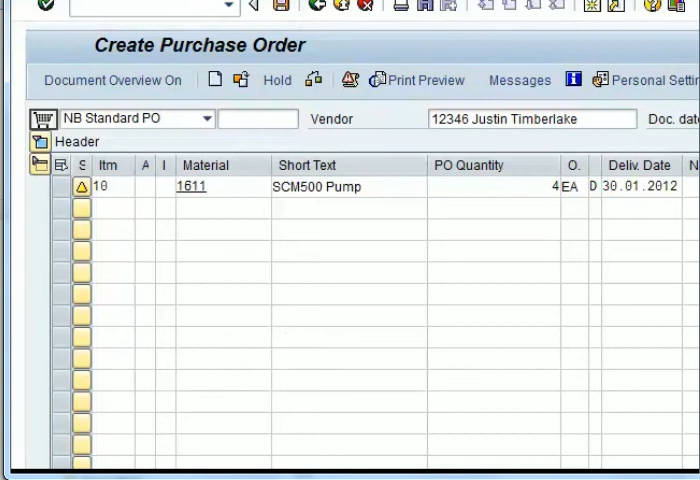 Create Purchase Order
Document Overview On Hold Print Preview Messages Personal Settin
NB Standard PO Vendor 12346 Justin Timberlake Doc. date
Header
S Itm A I Material Short Text PO Quantity O. Deliv. Date N
10 1611 SCM500 Pump 4 EA D 30.01.2012